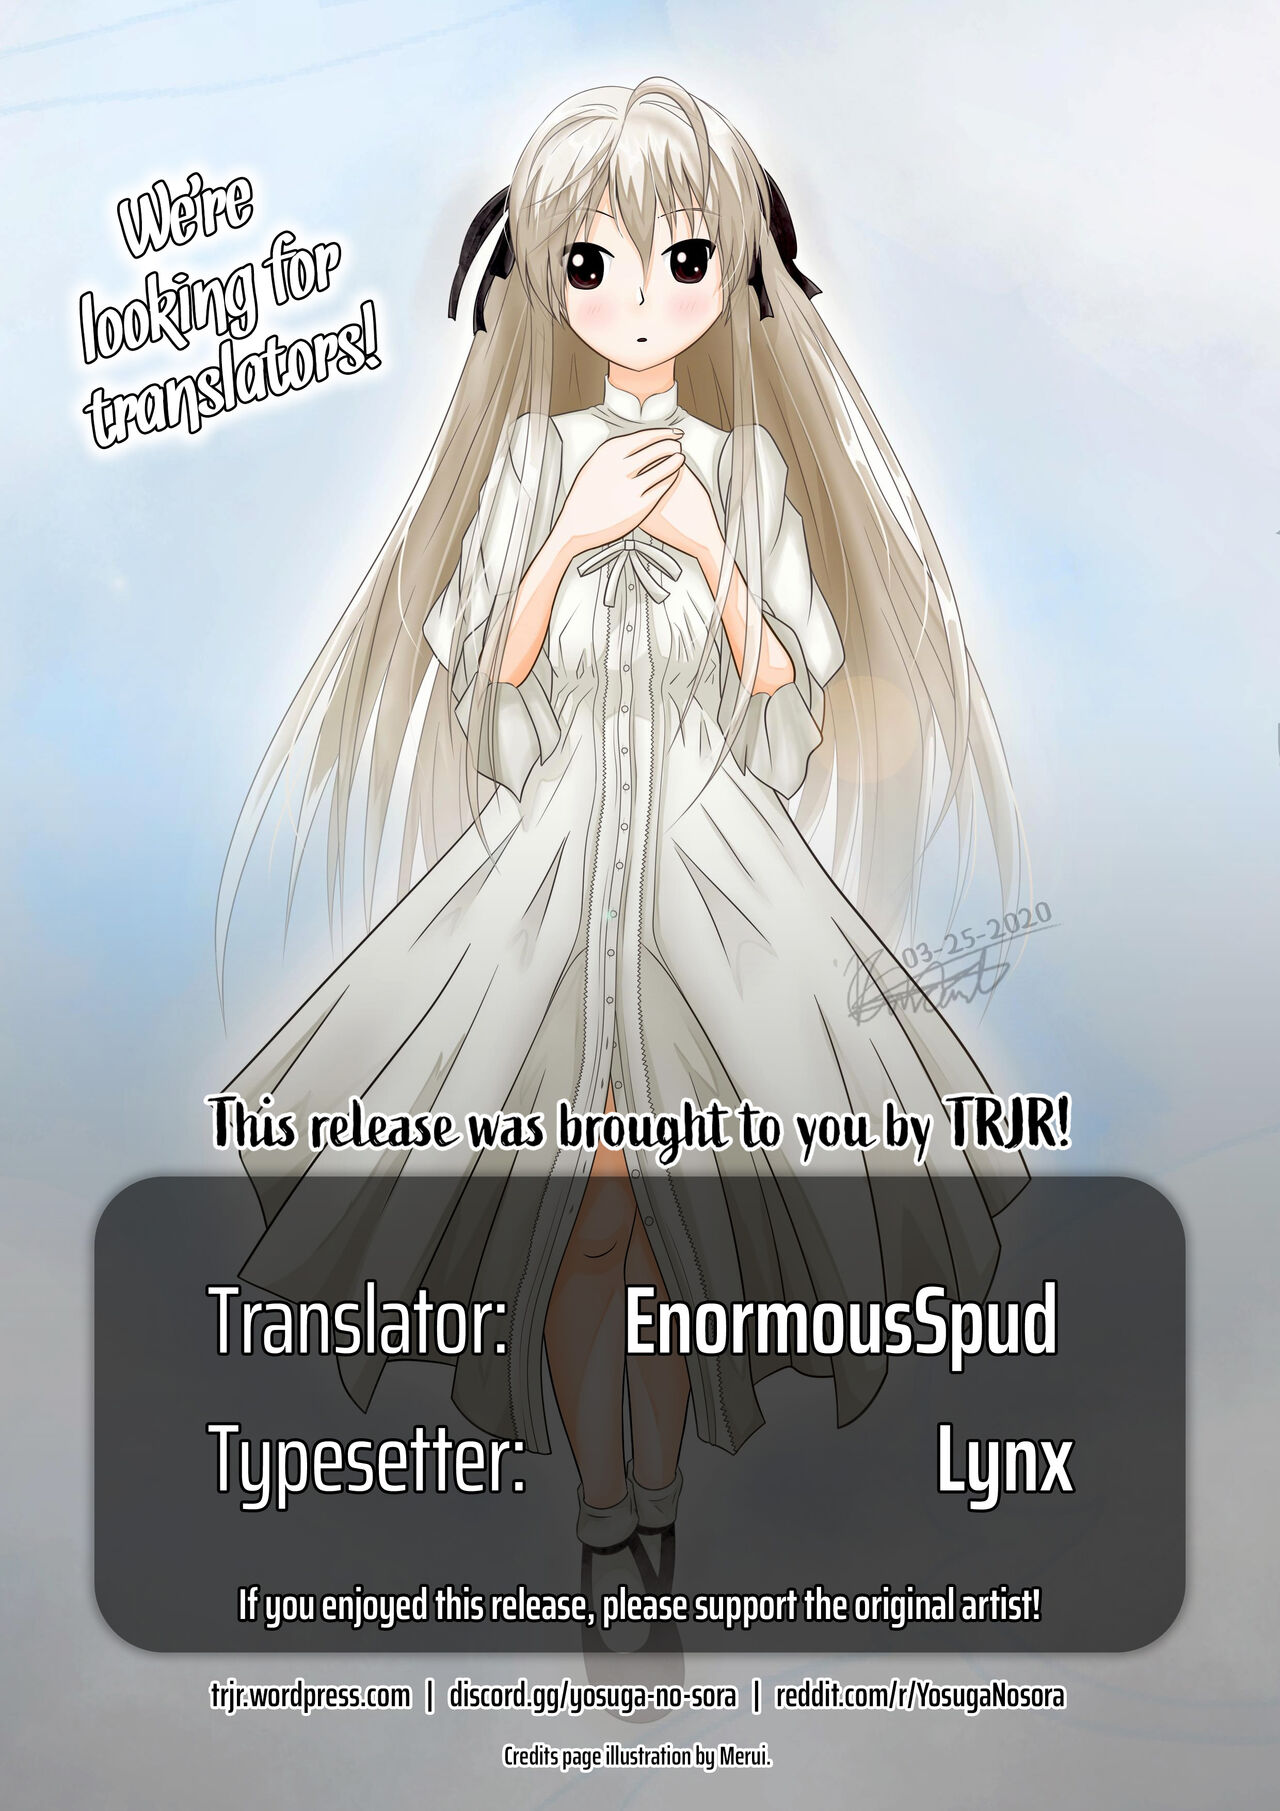 We're
looking for
translators!
03-25-2020
This release was brought to you by TRJR!
Translator: EnormousSpud
Typesetter: Lynx
If you enjoyed this release, please support the original artist!
trjr.wordpress.com | discord.gg/yosuga-no-sora | reddit.com/r/YosugaNosora
Credits page illustration by Merui.